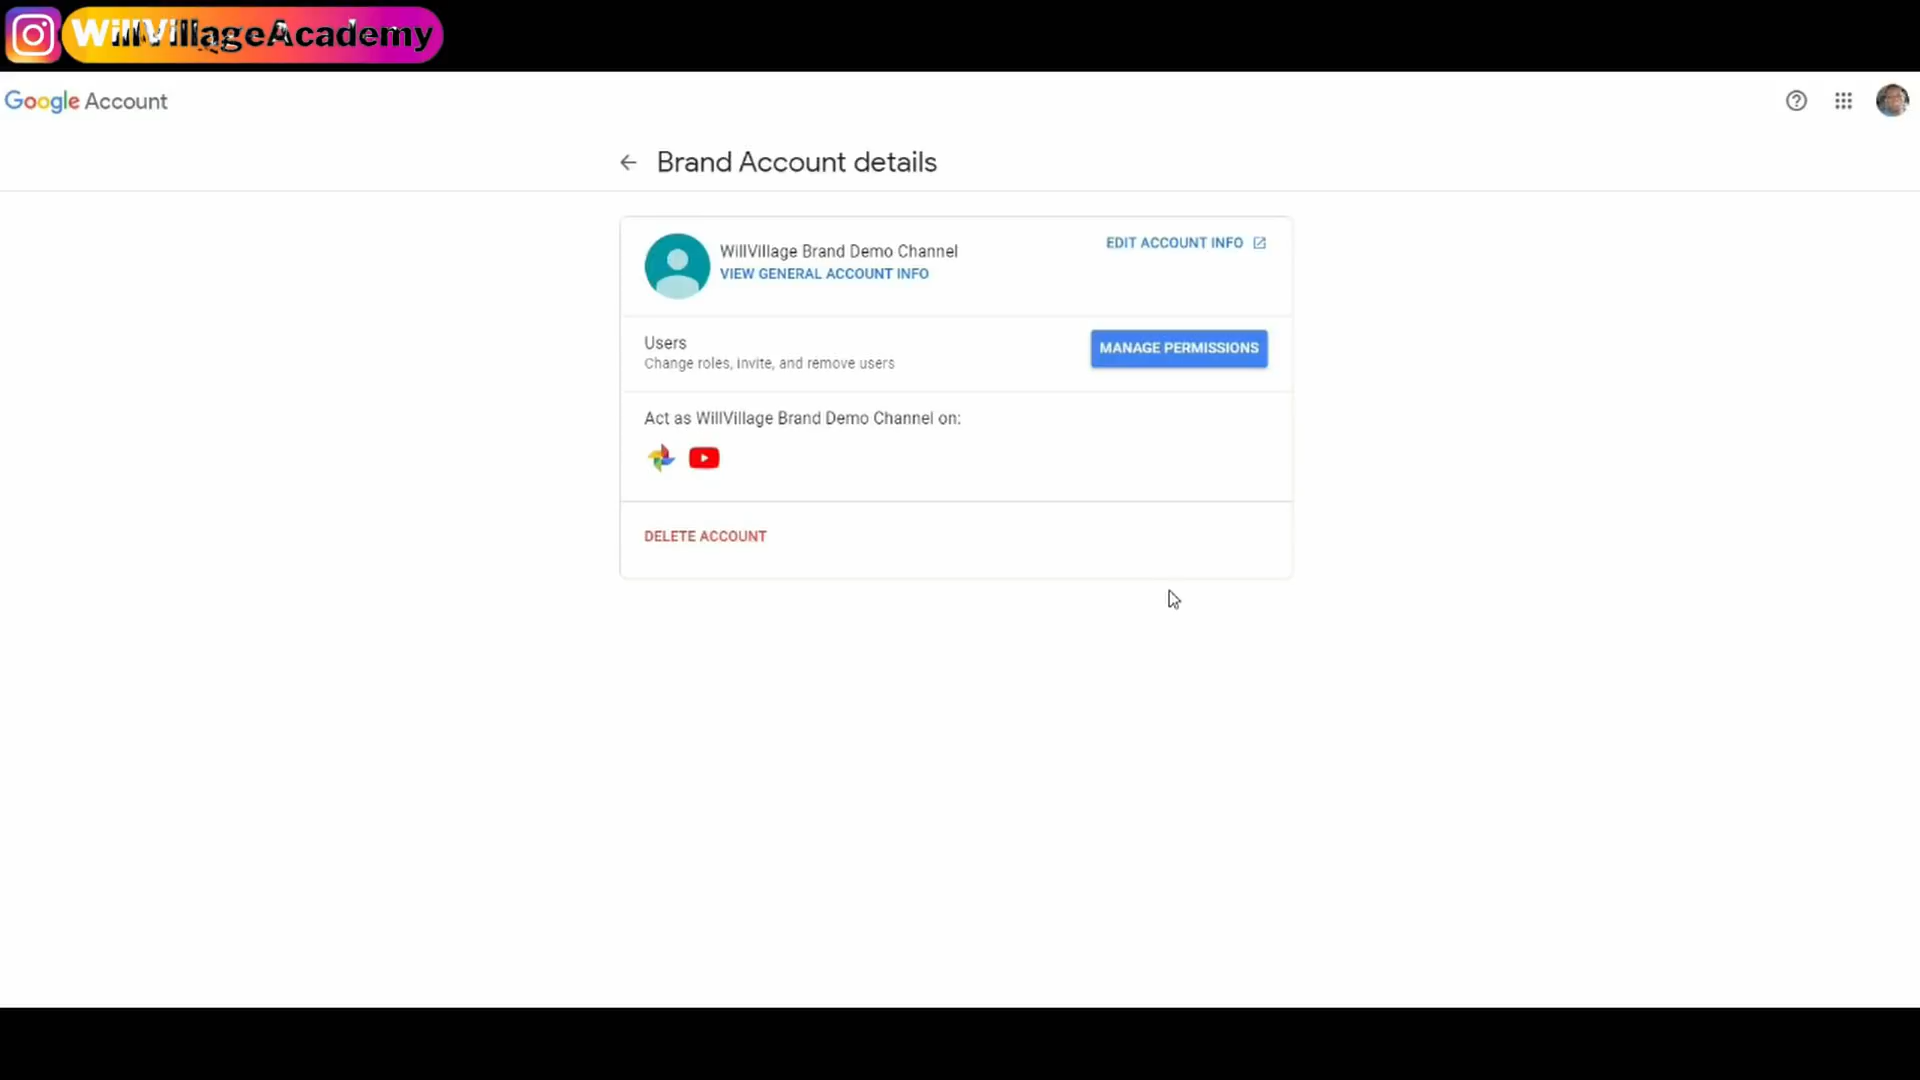 WillVillageAcademy
Google Account
Brand Account details
WillVillage Brand Demo Channel
EDIT ACCOUNT INFO
VIEW GENERAL ACCOUNT INFO
Users
MANAGE PERMISSIONS
Change roles, invite, and remove users
Act as WillVillage Brand Demo Channel on:
DELETE ACCOUNT